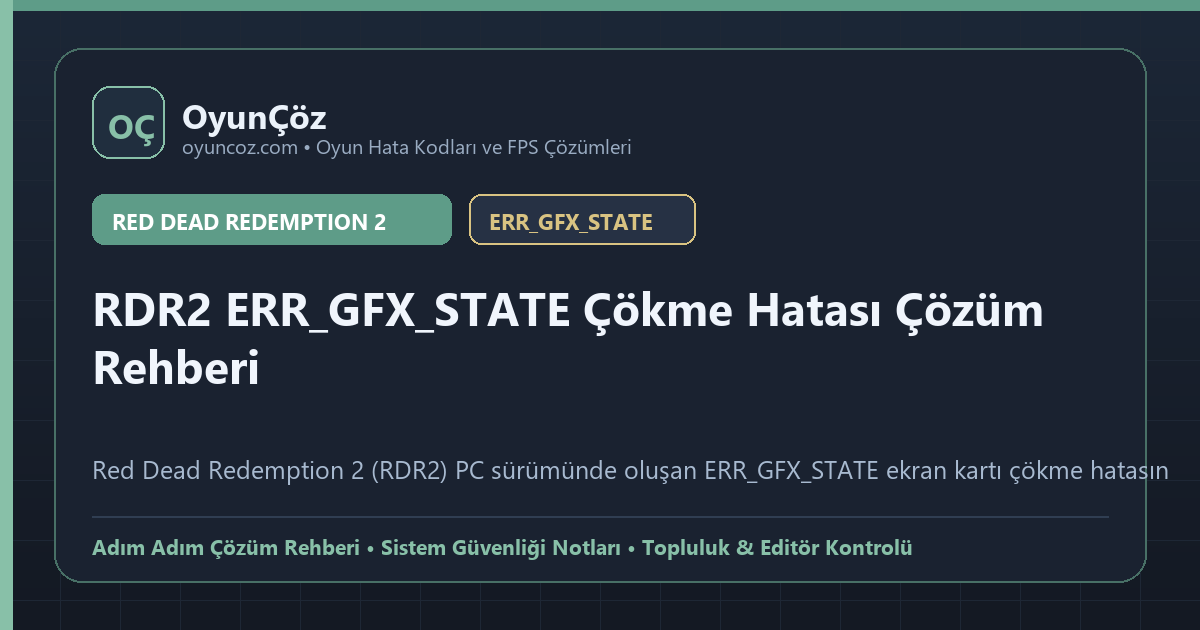 OÇ
OyunÇöz
oyuncoz.com • Oyun Hata Kodları ve FPS Çözümleri
RED DEAD REDEMPTION 2
ERR_GFX_STATE
RDR2 ERR_GFX_STATE Çökme Hatası Çözüm
Rehberi
Red Dead Redemption 2 (RDR2) PC sürümünde oluşan ERR_GFX_STATE ekran kartı çökme hatasın
Adım Adım Çözüm Rehberi • Sistem Güvenliği Notları • Topluluk & Editör Kontrolü